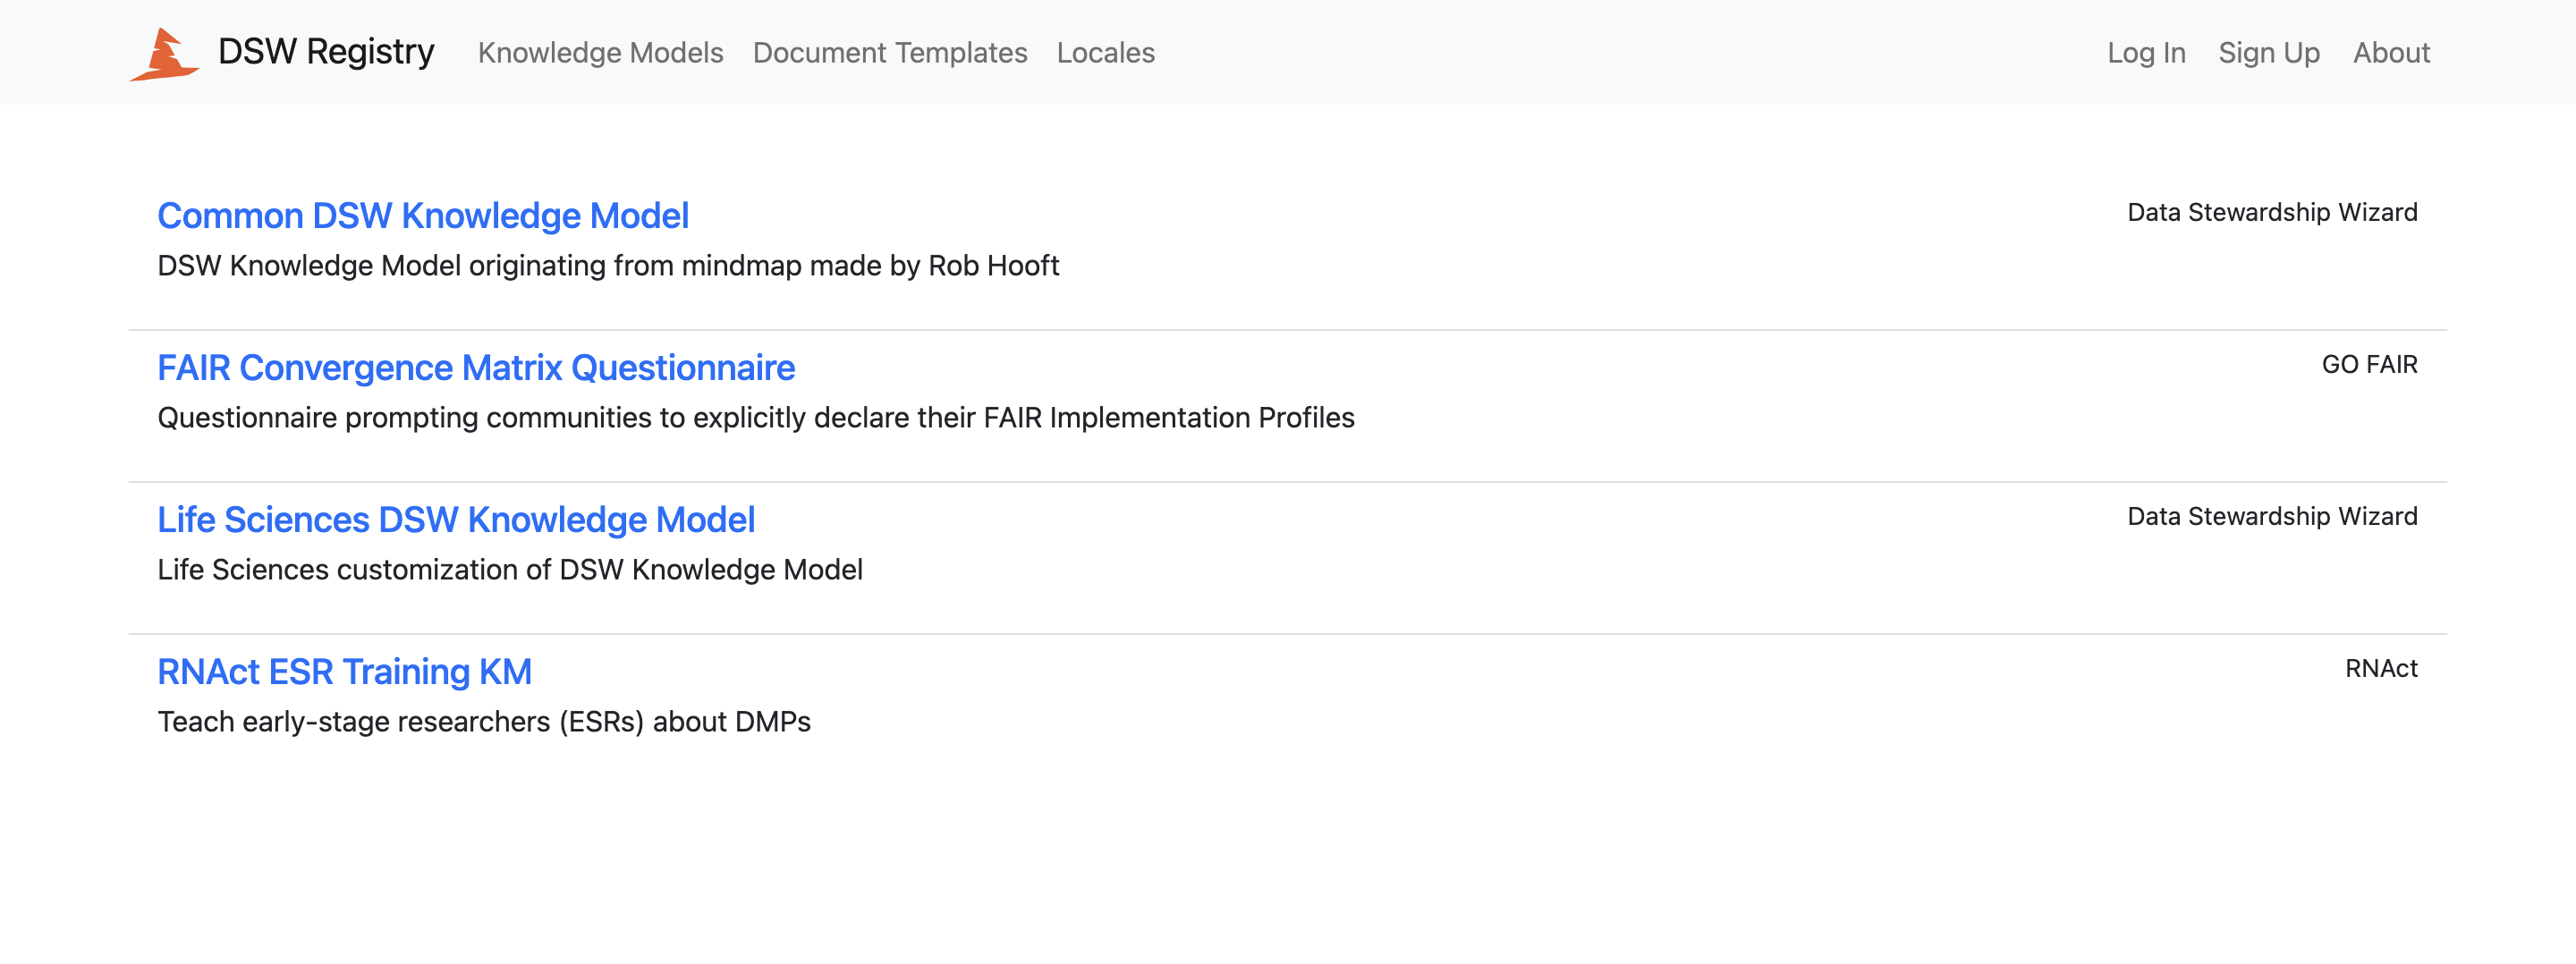 DSW Registry Knowledge Models Document Templates Locales Log In Sign Up About
Common DSW Knowledge Model Data Stewardship Wizard
DSW Knowledge Model originating from mindmap made by Rob Hooft
FAIR Convergence Matrix Questionnaire GO FAIR
Questionnaire prompting communities to explicitly declare their FAIR Implementation Profiles
Life Sciences DSW Knowledge Model Data Stewardship Wizard
Life Sciences customization of DSW Knowledge Model
RNAct ESR Training KM RNAct
Teach early-stage researchers (ESRs) about DMPs